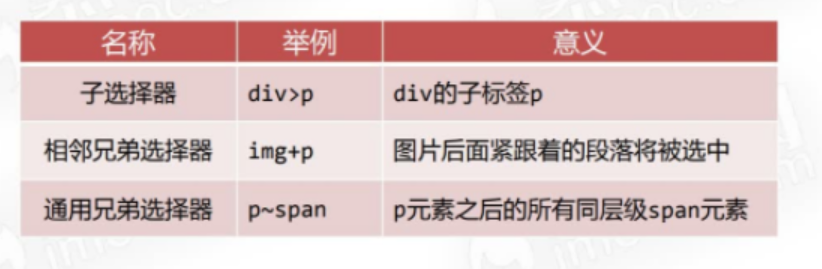 名称 举例 意义
子选择器 div>p div的子标签p
相邻兄弟选择器 img+p 图片后面紧跟着的段落将被选中
通用兄弟选择器 p~span p元素之后的所有同层级span元素